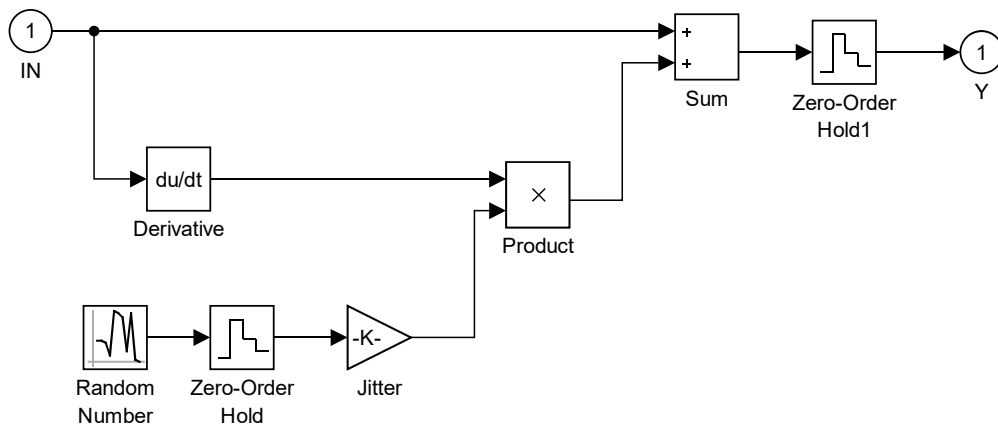 1
IN
+
+
Sum
Zero-Order
Hold1
1
Y
du/dt
Derivative
×
Product
Random
Number
Zero-Order
Hold
-K-
Jitter